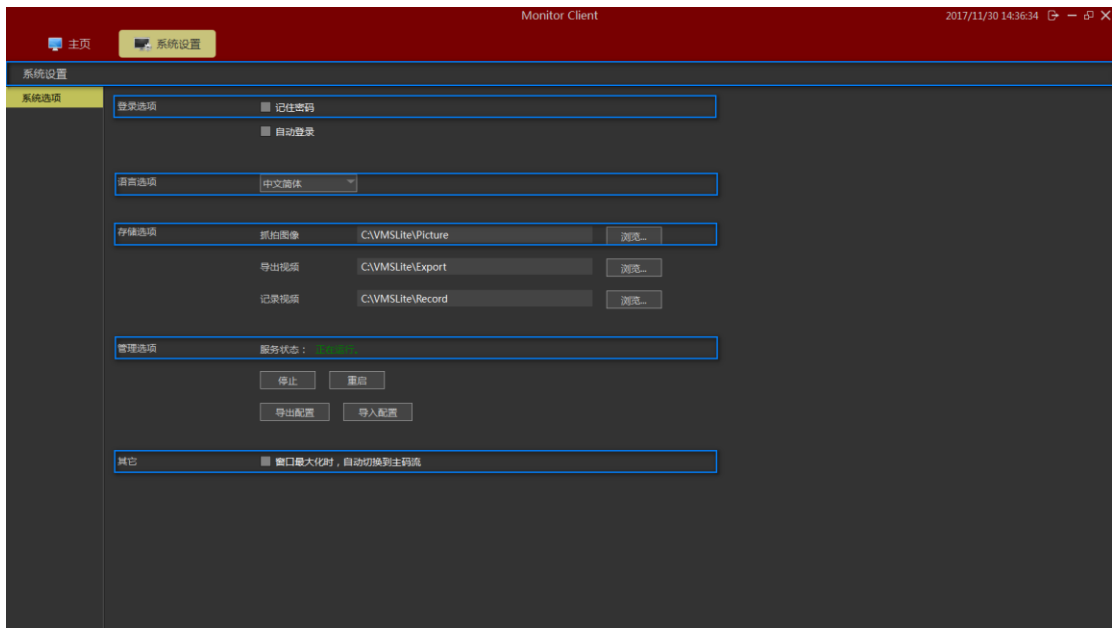 Monitor Client 2017/11/30 14:36:34
主页 系统设置
系统设置
系统选项
登录选项 记住密码
自动登录
语言选项 中文简体
存储选项 抓拍图像 C:\VMSLite\Picture 浏览...
导出视频 C:\VMSLite\Export 浏览...
记录视频 C:\VMSLite\Record 浏览...
管理选项 服务状态： 正在运行。
停止 重启
导出配置 导入配置
其它 窗口最大化时，自动切换到主码流